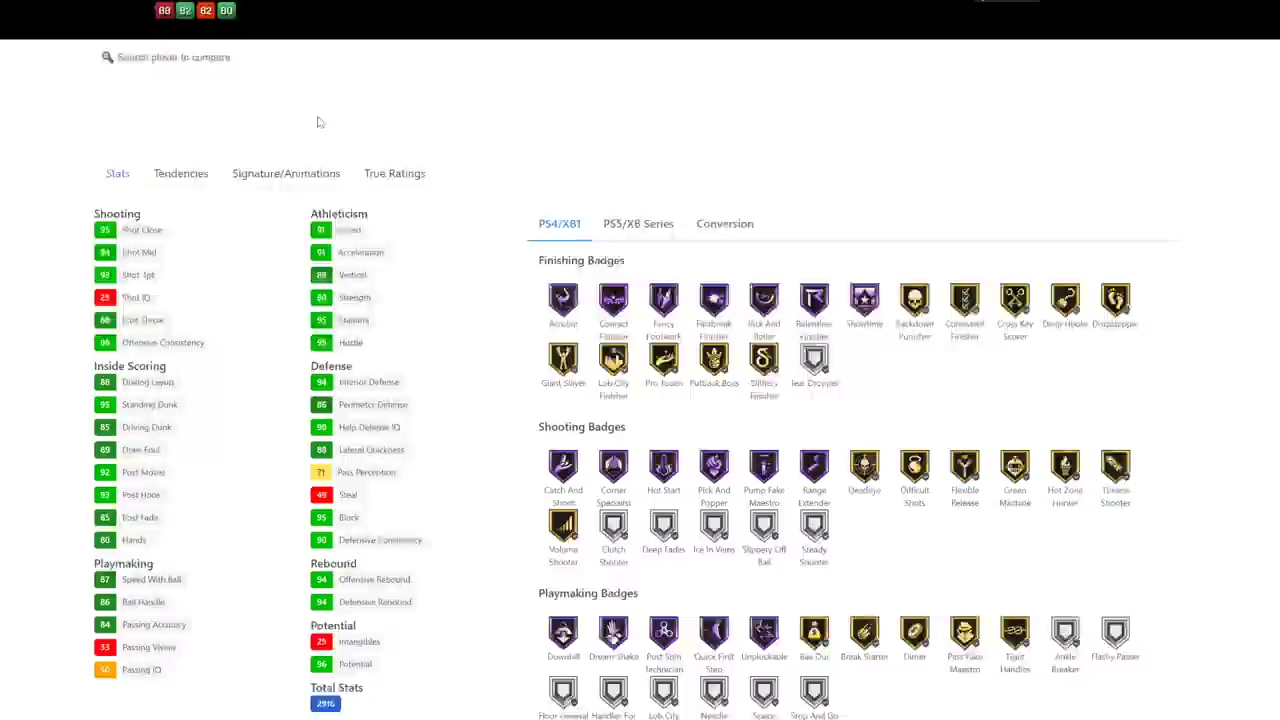 88 92 82 80
Search player to compare
Stats Tendencies Signature/Animations True Ratings
Shooting
95 Shot Close
94 Shot Mid
93 Shot 3pt
25 Shot IQ
Free Throw
Offensive Consistency
Inside Scoring
88 Driving Layup
95 Standing Dunk
85 Driving Dunk
89 Draw Foul
92 Post Moves
93 Post Hook
85 Post Fade
80 Hands
Playmaking
87 Speed With Ball
86 Ball Handle
84 Passing Accuracy
33 Passing Vision
50 Passing IQ
Athleticism
91 Speed
91 Acceleration
Vertical
Strength
95 Stamina
95 Hustle
Defense
94 Interior Defense
86 Perimeter Defense
90 Help Defense IQ
88 Lateral Quickness
71 Pass Perception
49 Steal
95 Block
90 Defensive Consistency
Rebound
94 Offensive Rebound
94 Defensive Rebound
Potential
25 Intangibles
96 Potential
Total Stats
2916
PS4/XB1 PS5/XB Series Conversion
Finishing Badges
Acrobat Contact Finisher Fancy Footwork Fastbreak Finisher Pick And Roller Relentless Finisher Showtime Backdown Punisher Consistent Finisher Cross Key Scorer Deep Hooks Dropstepper
Giant Slayer Lob City Finisher Pro Touch Putback Boss Slithery Finisher Tear Dropper
Shooting Badges
Catch And Shoot Corner Specialist Hot Start Pick And Popper Pump Fake Maestro Range Extender Deadeye Difficult Shots Flexible Release Green Machine Hot Zone Hunter Tireless Shooter
Volume Shooter Clutch Shooter Deep Fades Ice In Veins Slippery Off Ball Steady Shooter
Playmaking Badges
Downhill Dream Shake Post Spin Technician Quick First Step Unpluckable Bail Out Break Starter Dimer Pass Fake Maestro Tight Handles Ankle Breaker Flashy Passer
Floor General Handles For Lob City Needle Space Stop And Go